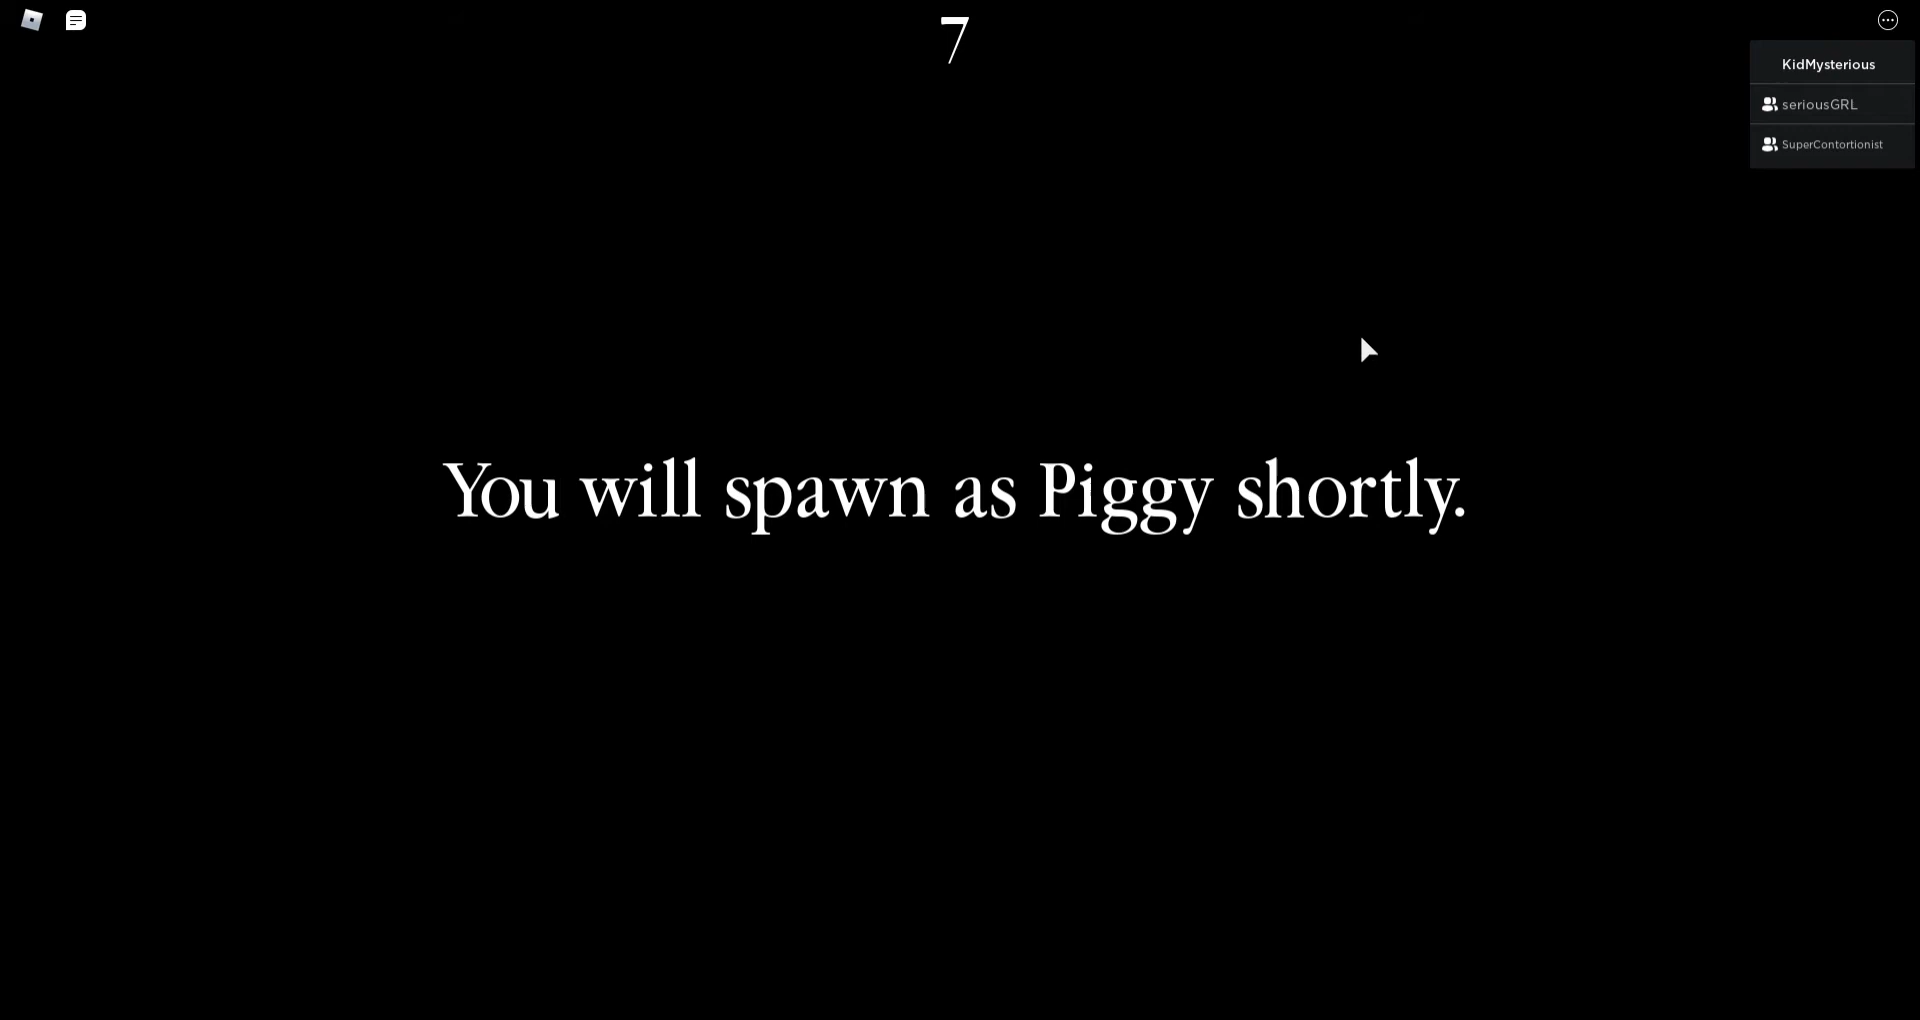 7
KidMysterious
seriousGRL
SuperContortionist
You will spawn as Piggy shortly.